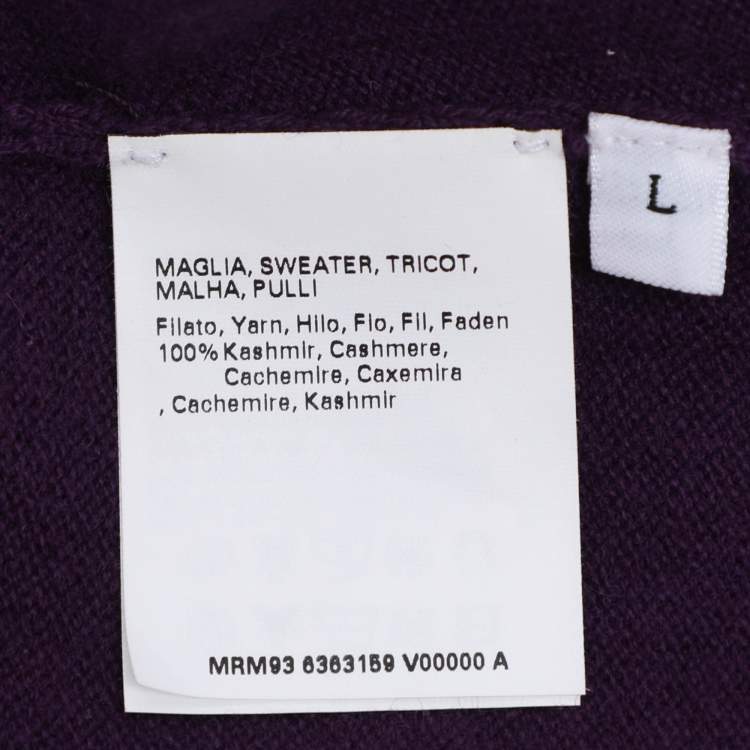 MAGLIA, SWEATER, TRICOT,
MALHA, PULLI
Filato, Yarn, Hilo, Fio, Fil, Faden
100% Kashmir, Cashmere,
Cachemire, Caxemira
, Cachemire, Kashmir
MRM93 6363159 V00000 A
L